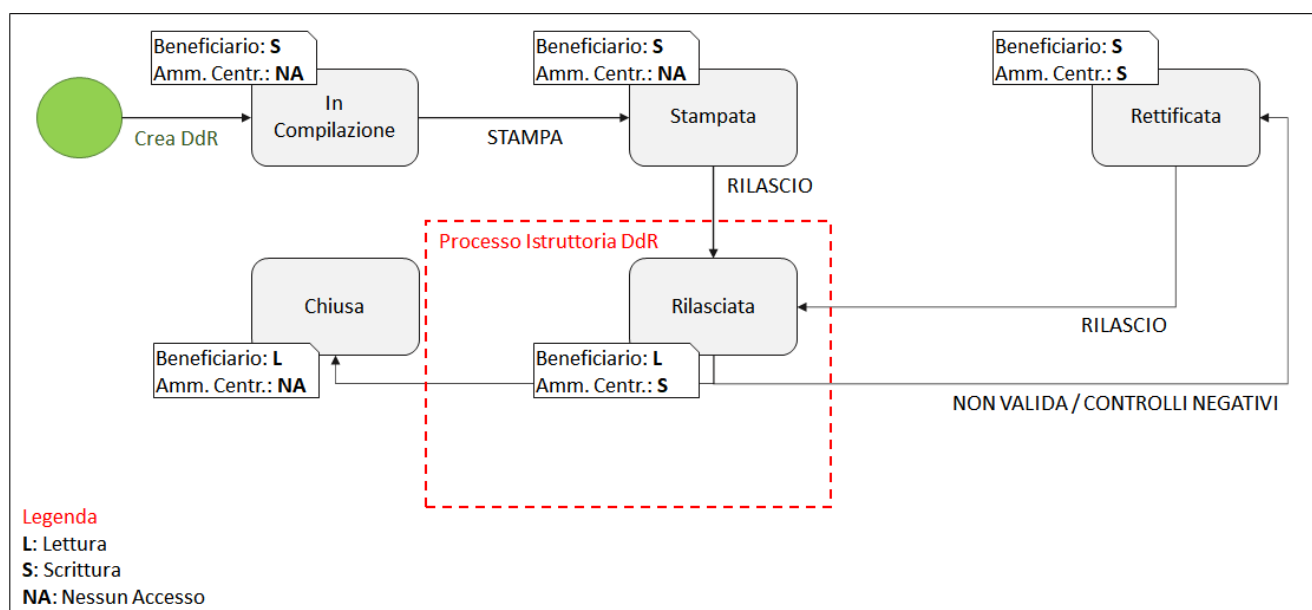 Beneficiario: S
Amm. Centr.: NA
In
Compilazione
Crea DdR
STAMPA
Beneficiario: S
Amm. Centr.: NA
Stampata
RILASCIO
Beneficiario: S
Amm. Centr.: S
Rettificata
Processo Istruttoria DdR
Chiusa
Beneficiario: L
Amm. Centr.: NA
Rilasciata
Beneficiario: L
Amm. Centr.: S
RILASCIO
NON VALIDA / CONTROLLI NEGATIVI
Legenda
L: Lettura
S: Scrittura
NA: Nessun Accesso